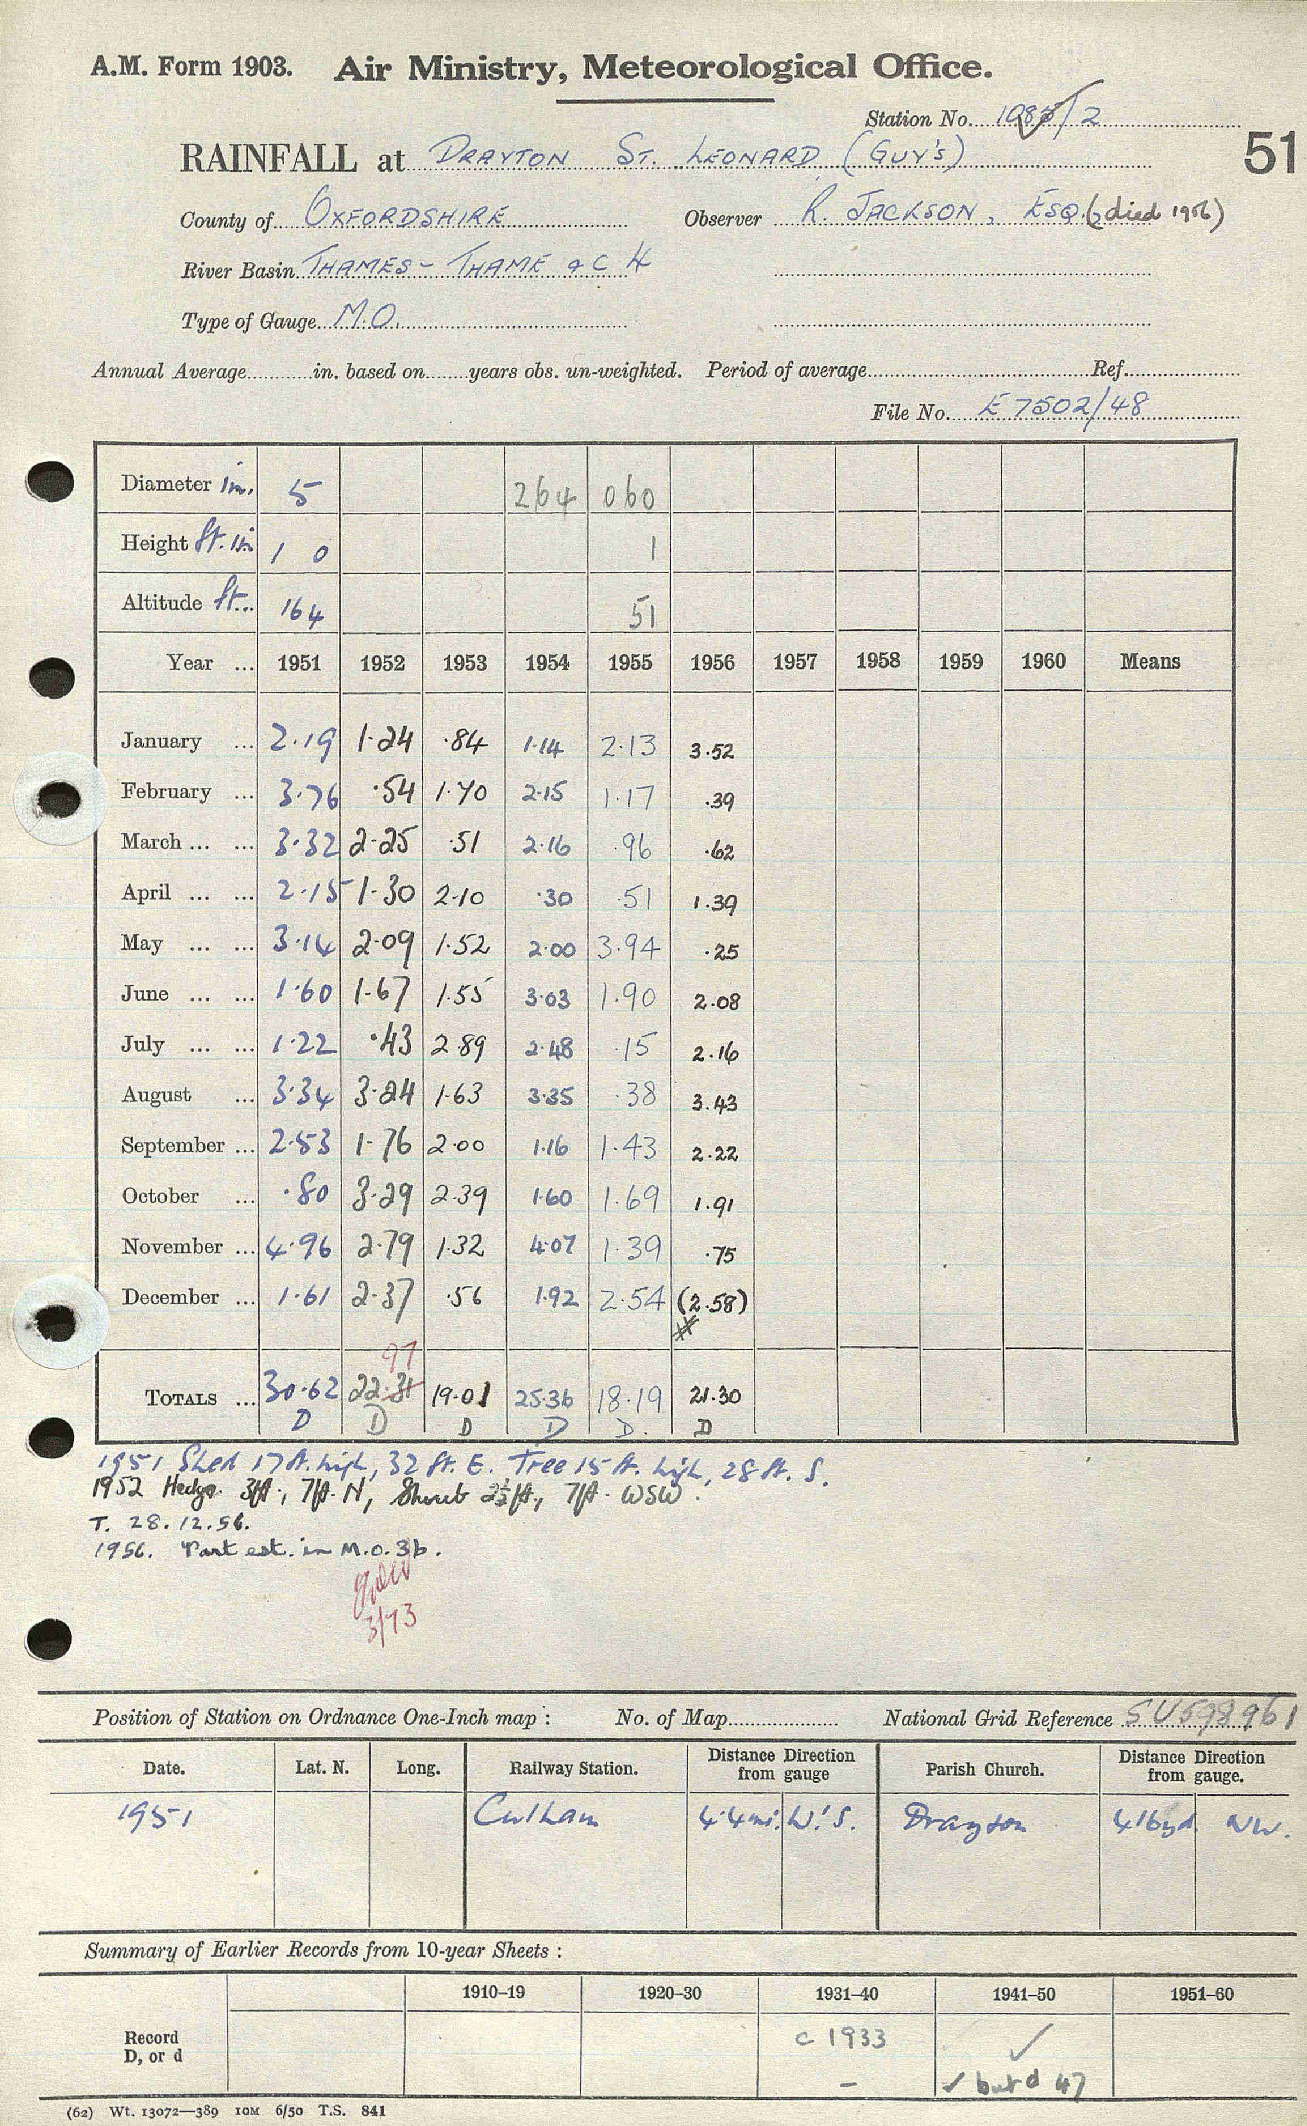 A.M. Form 1903. Air Ministry, Meteorological Office.
Station No. 1085/2
RAINFALL at DRAYTON ST. LEONARD (GUY'S) 51
County of OXFORDSHIRE Observer R. JACKSON, ESQ. (died 1956)
River Basin THAMES - THAME &C 4
Type of Gauge M.O.
Annual Average in. based on years obs. un-weighted. Period of average Ref.
File No. E 7502/48
Diameter in. 5 264 060
Height ft. in 1 0 1
Altitude ft. 164 51
Year ... 1951 1952 1953 1954 1955 1956 1957 1958 1959 1960 Means
January ... 2.19 1.24 .84 1.14 2.13 3.52
February ... 3.76 .54 1.70 2.15 1.17 .39
March ... ... 3.32 2.25 .51 2.16 .96 .62
April ... ... 2.15 1.30 2.10 .30 .51 1.39
May ... ... 3.14 2.09 1.52 2.00 3.94 .25
June ... ... 1.60 1.67 1.55 3.03 1.90 2.08
July ... ... 1.22 .43 2.89 2.48 .15 2.16
August ... 3.34 3.24 1.63 3.35 .38 3.43
September ... 2.53 1.76 2.00 1.16 1.43 2.22
October ... .80 3.29 2.39 1.60 1.69 1.91
November ... 4.96 2.79 1.32 4.07 1.39 .75
December ... 1.61 2.37 .56 1.92 2.54 (2.58)
97
TOTALS ... 30.62 22.31 19.01 25.36 18.19 21.30
D D D D D. D
1951 Shed 17 ft. high, 32 ft. E. Tree 15 ft. high, 28 ft. S.
1952 Hedge 3ft, 7ft N, Shrub 2½ft, 7ft WSW.
T. 28.12.56.
1956. Part est. in M.O.3b.
3/73
Position of Station on Ordnance One-Inch map : No. of Map National Grid Reference SU598961
Date. Lat. N. Long. Railway Station. Distance Direction from gauge Parish Church. Distance Direction from gauge.
1951 Culham 4.4 mi. W'S. Drayton 416 yd NW.
Summary of Earlier Records from 10-year Sheets :
1910–19 1920–30 1931–40 1941–50 1951–60
Record c 1933 ✓
D, or d – ✓ but d 47
(62) Wt. 13072—389 10M 6/50 T.S. 841